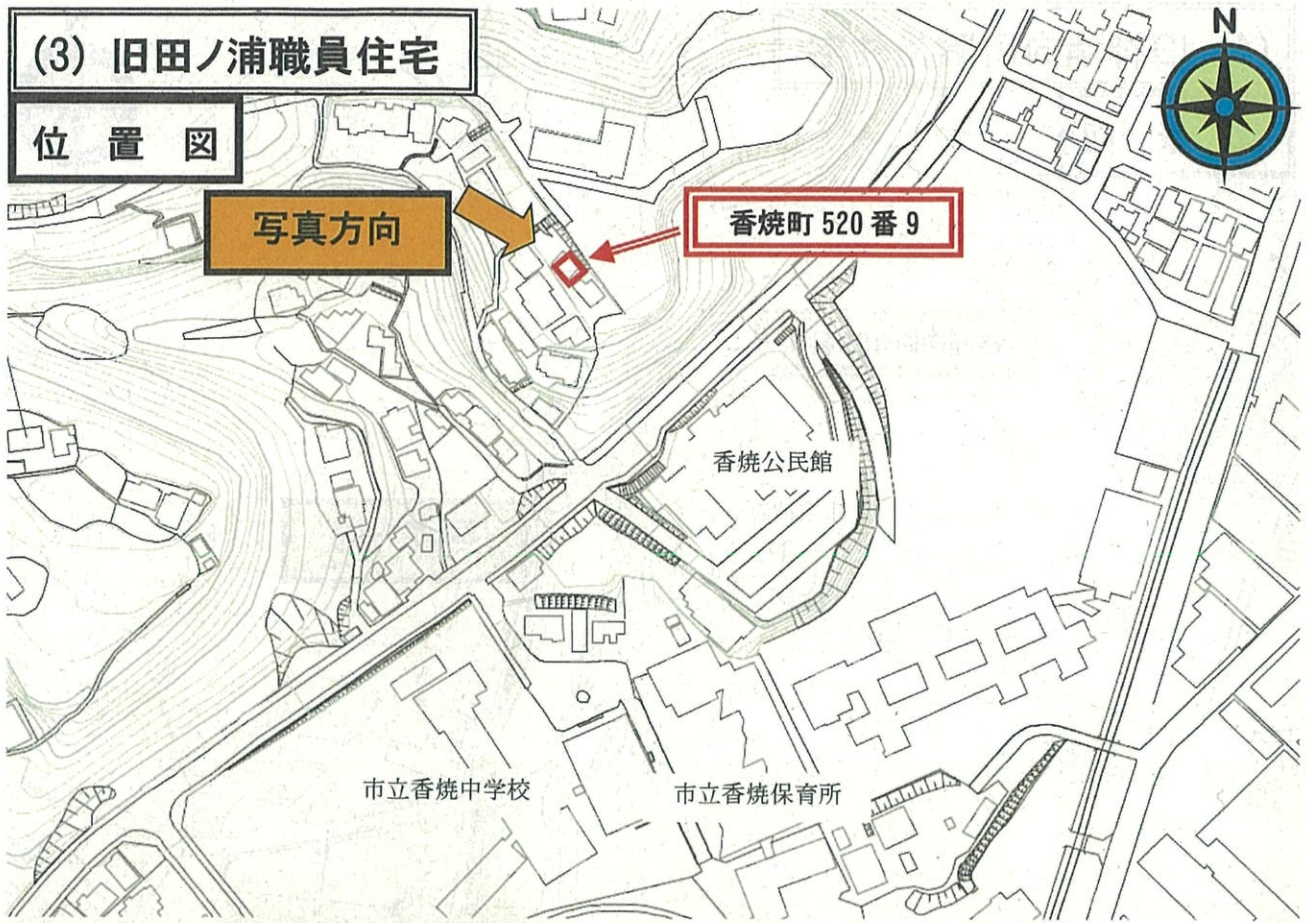 (3) 旧田ノ浦職員住宅
位置図
N
写真方向
香焼町 520 番 9
香焼公民館
市立香焼中学校
市立香焼保育所